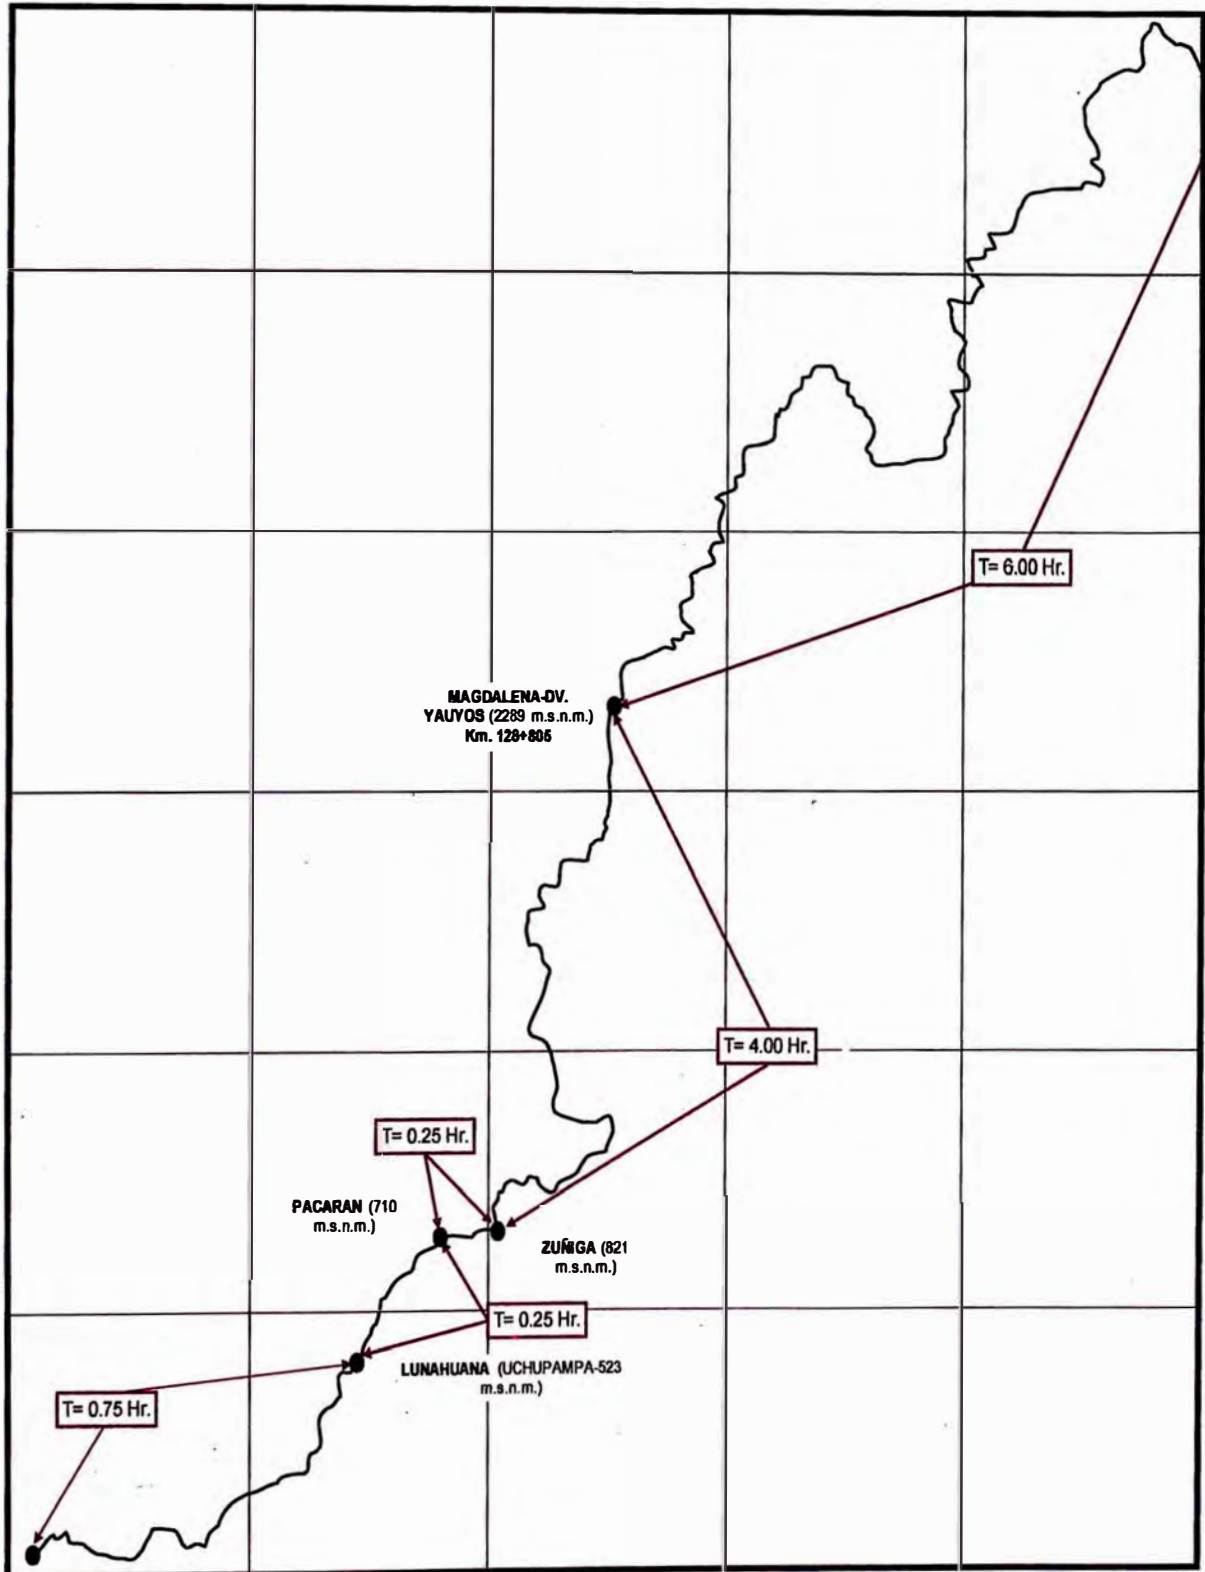 T= 6.00 Hr.
MAGDALENA-DV.
YAUYOS (2289 m.s.n.m.)
Km. 128+805
T= 4.00 Hr.
T= 0.25 Hr.
PACARAN (710
m.s.n.m.)
ZUÑIGA (821
m.s.n.m.)
T= 0.25 Hr.
LUNAHUANA (UCHUPAMPA-523
m.s.n.m.)
T= 0.75 Hr.